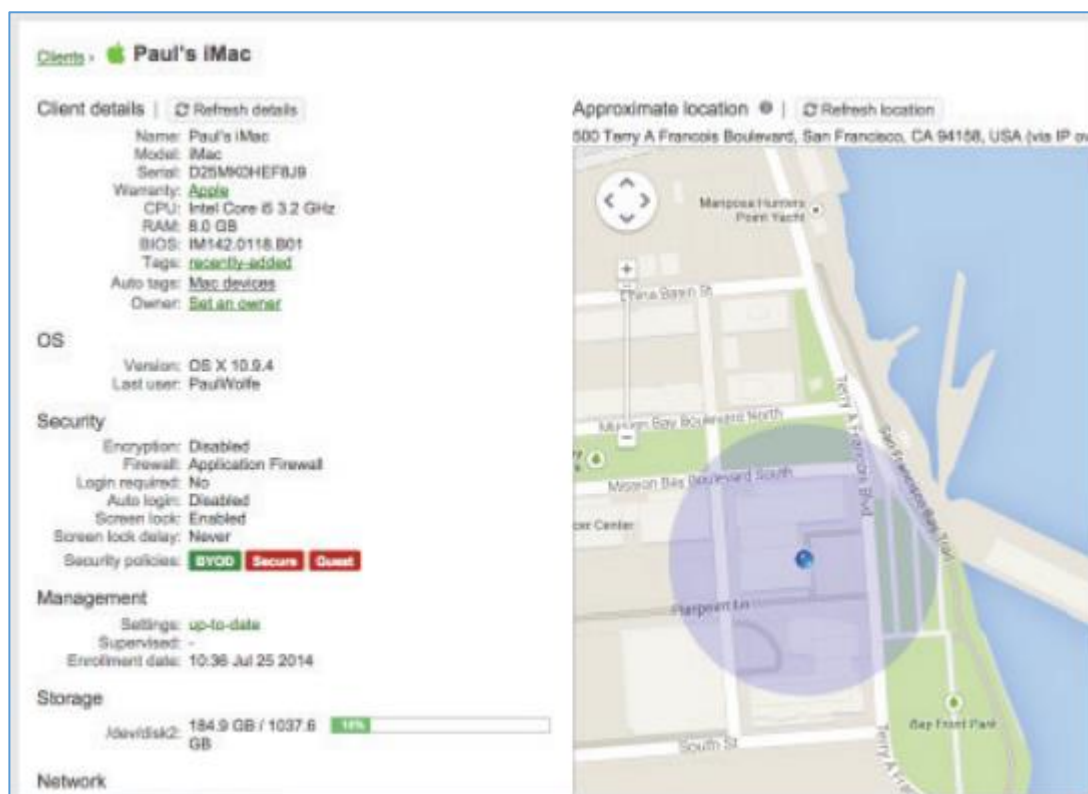 Clients › Paul's iMac
Client details | Refresh details
Name: Paul's iMac
Model: iMac
Serial: D25MK0HEF8J9
Warranty: Apple
CPU: Intel Core i5 3.2 GHz
RAM: 8.0 GB
BIOS: IM142.0118.B01
Tags: recently-added
Auto tags: Mac devices
Owner: Set an owner
OS
Version: OS X 10.9.4
Last user: PaulWolfe
Security
Encryption: Disabled
Firewall: Application Firewall
Login required: No
Auto login: Disabled
Screen lock: Enabled
Screen lock delay: Never
Security policies: BYOD Secure Guest
Management
Settings: up-to-date
Supervised: -
Enrollment date: 10:36 Jul 25 2014
Storage
/dev/disk2: 184.9 GB / 1037.6 GB
18%
Network
Approximate location | Refresh location
500 Terry A Francois Boulevard, San Francisco, CA 94158, USA (via IP ov
Mariposa Hunters
Point Yacht
China Basin St
Mission Bay Boulevard North
Mission Bay Boulevard South
Terry A Francois Blvd
San Francisco Bay Trail
cer Center
Pierpoint Ln
Bay Front Park
South St
Terry A Fra